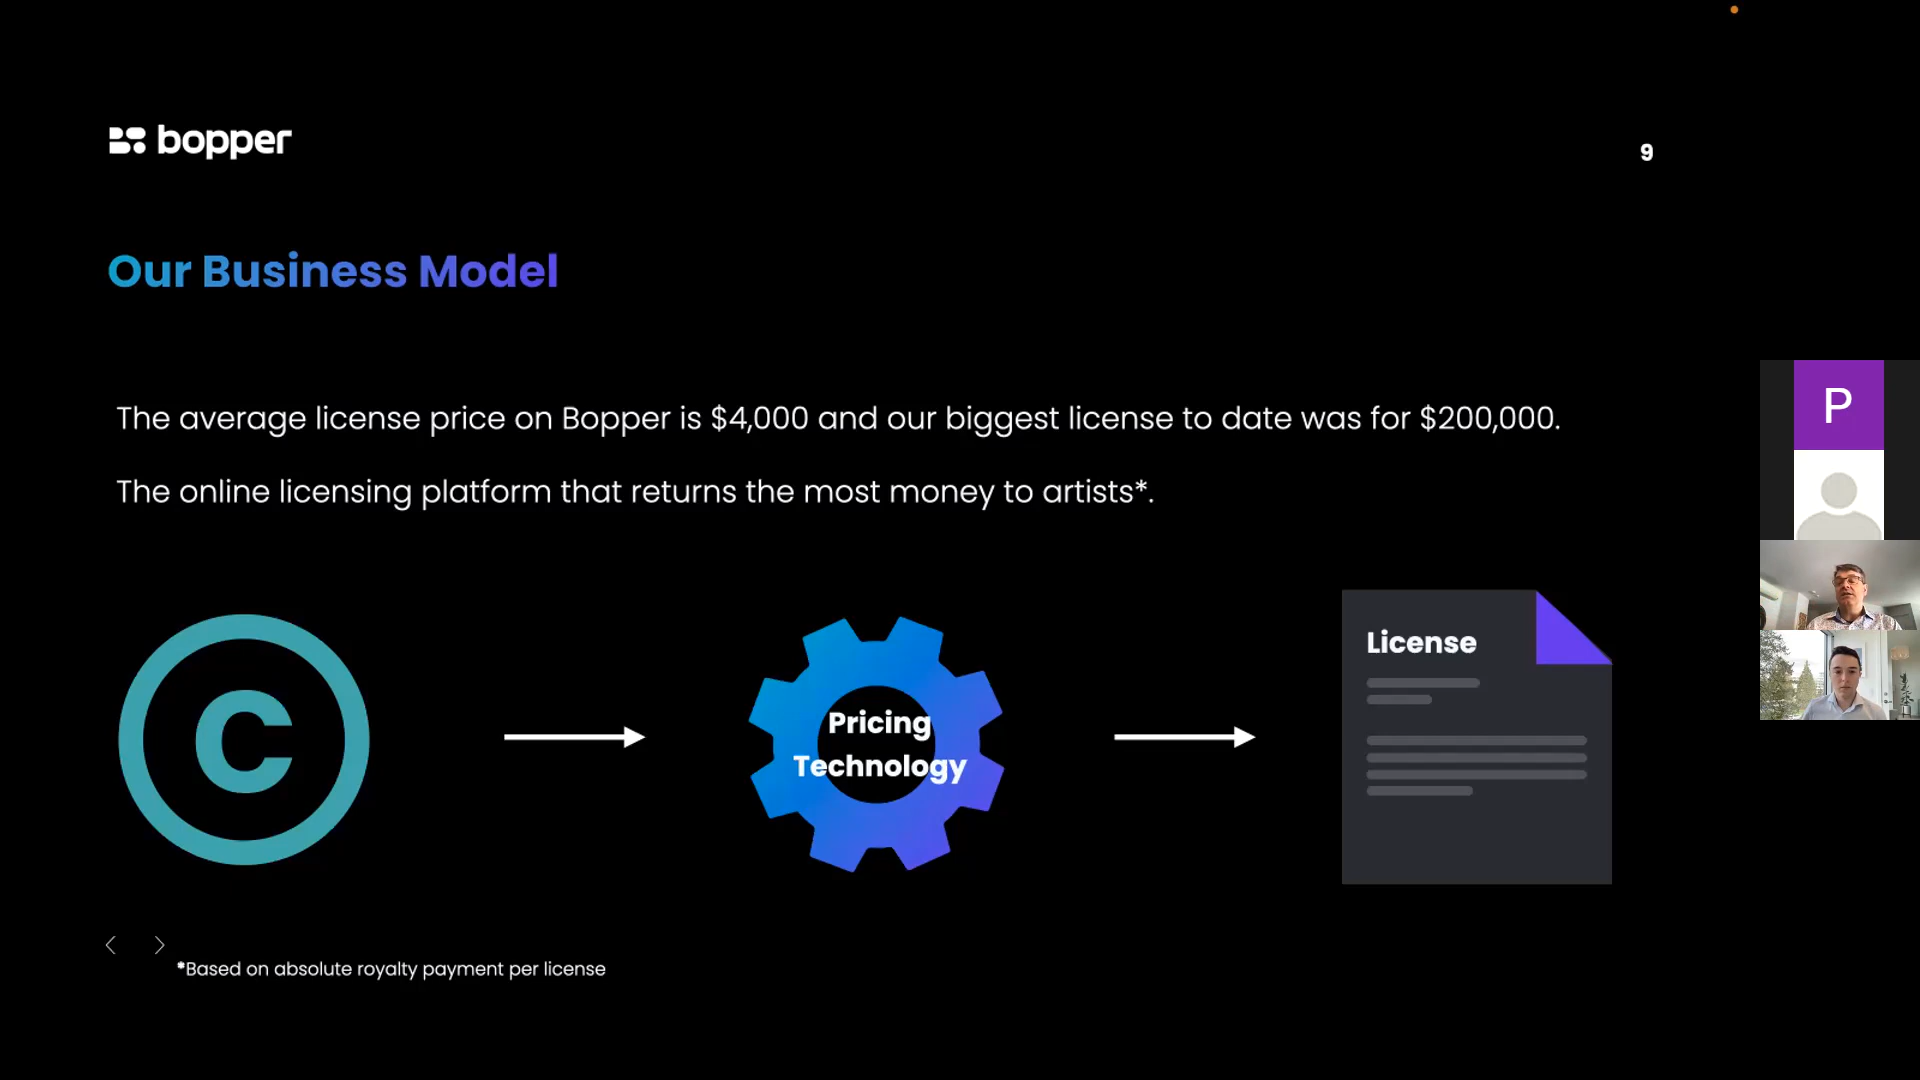 bopper
9
Our Business Model
The average license price on Bopper is $4,000 and our biggest license to date was for $200,000.
The online licensing platform that returns the most money to artists*.
P
C
Pricing
Technology
License
*Based on absolute royalty payment per license